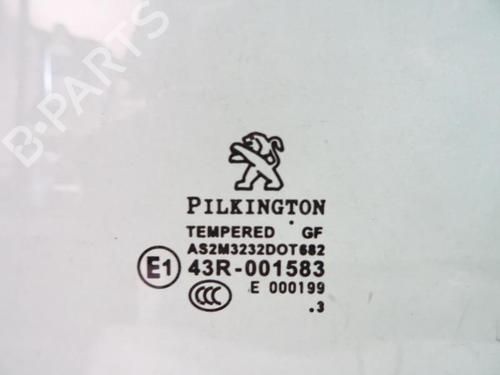 B-PARTS
PILKINGTON
TEMPERED GF
AS2M3232DOT682
E1 43R-001583
CCC E 000199
.3